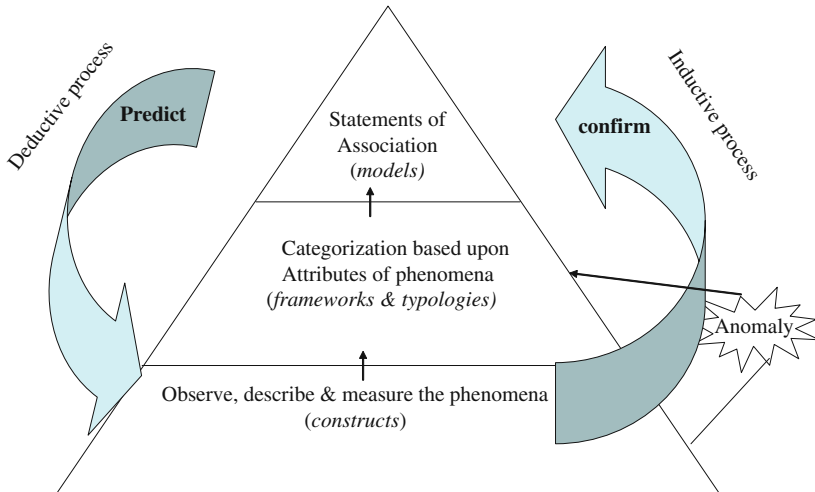 Deductive process
Predict
Statements of
Association
(models)
confirm
Inductive process
Categorization based upon
Attributes of phenomena
(frameworks & typologies)
Anomaly
Observe, describe & measure the phenomena
(constructs)